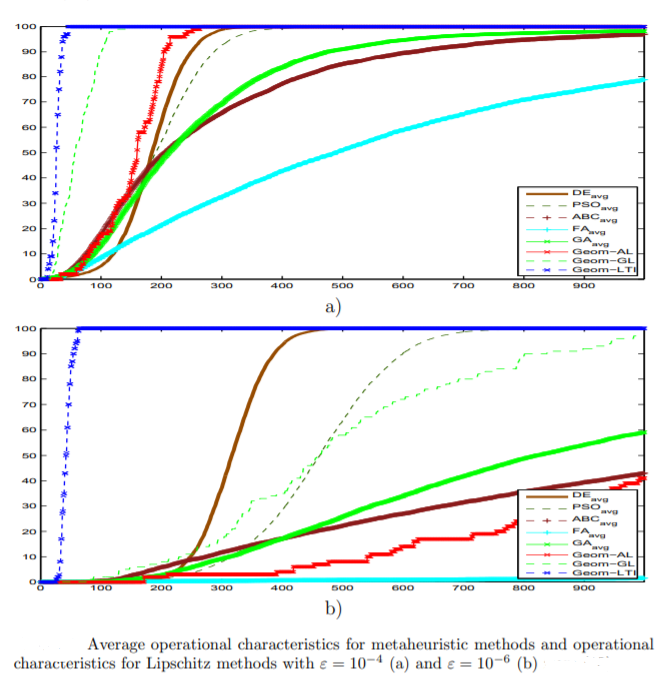 100
90
80
70
60
50
40
30
20
10
0
0 100 200 300 400 500 600 700 800 900
DEavg
PSOavg
ABCavg
FAavg
GAavg
Geom-AL
Geom-GL
Geom-LTI
a)
100
90
80
70
60
50
40
30
20
10
0
0 100 200 300 400 500 600 700 800 900
DEavg
PSOavg
ABCavg
FAavg
GAavg
Geom-AL
Geom-GL
Geom-LTI
b)
Average operational characteristics for metaheuristic methods and operational
characteristics for Lipschitz methods with ε = 10⁻⁴ (a) and ε = 10⁻⁶ (b)